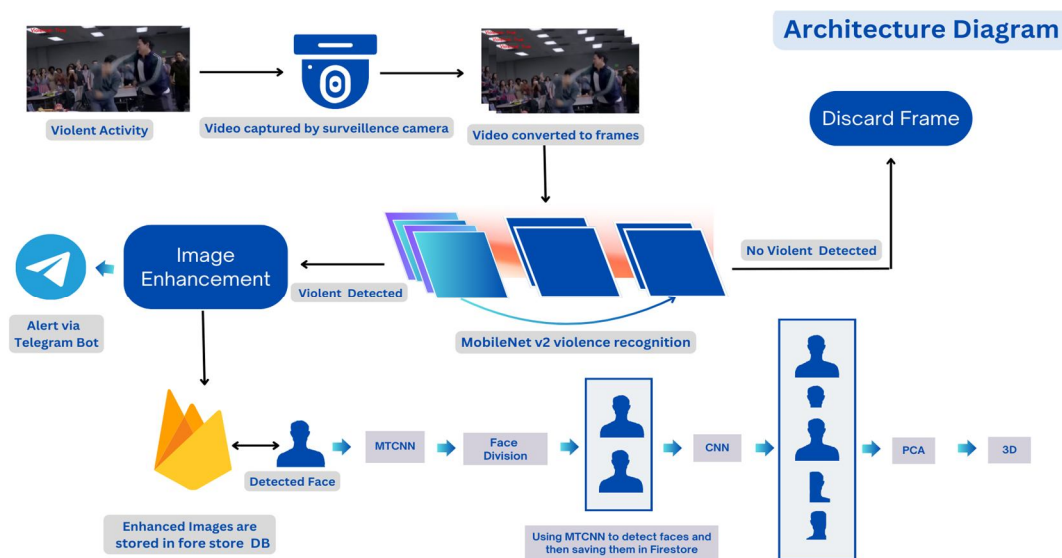 Architecture Diagram
Violent Activity
Video captured by surveillence camera
Video converted to frames
Discard Frame
Image
Enhancement
No Violent Detected
Violent Detected
Alert via
Telegram Bot
MobileNet v2 violence recognition
MTCNN
Face
Division
CNN
PCA
3D
Detected Face
Enhanced Images are
stored in fore store DB
Using MTCNN to detect faces and
then saving them in Firestore